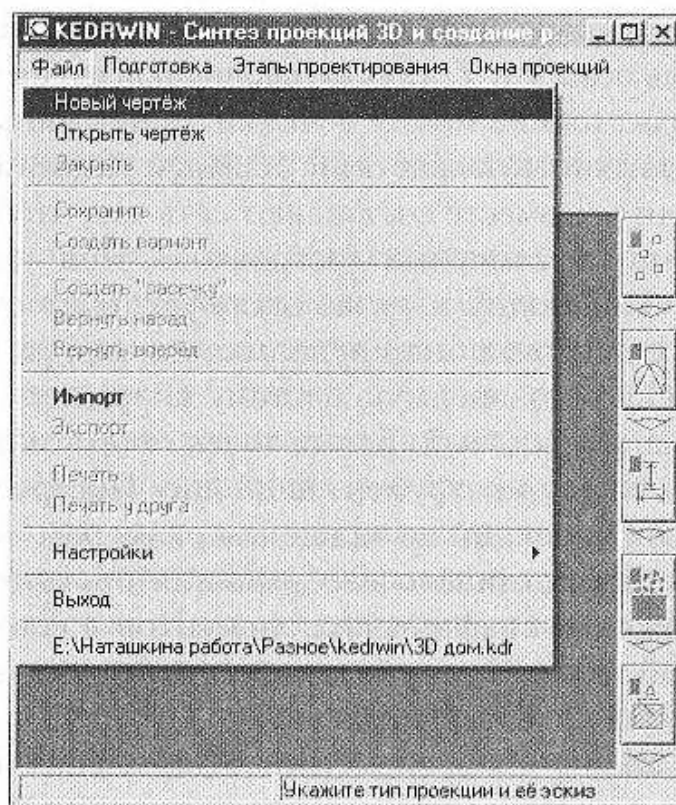 KEDRWIN - Синтез проекций 3D и создание р
Файл Подготовка Этапы проектирования Окна проекций
Новый чертёж
Открыть чертёж
Закрыть
Сохранить
Создать вариант
Создать "расечку"
Вернуть назад
Вернуть вперёд
Импорт
Экспорт
Печать
Печать у друга
Настройки
Выход
E:\Наташкина работа\Разное\kedrwin\3D дом.kdr
Укажите тип проекции и её эскиз